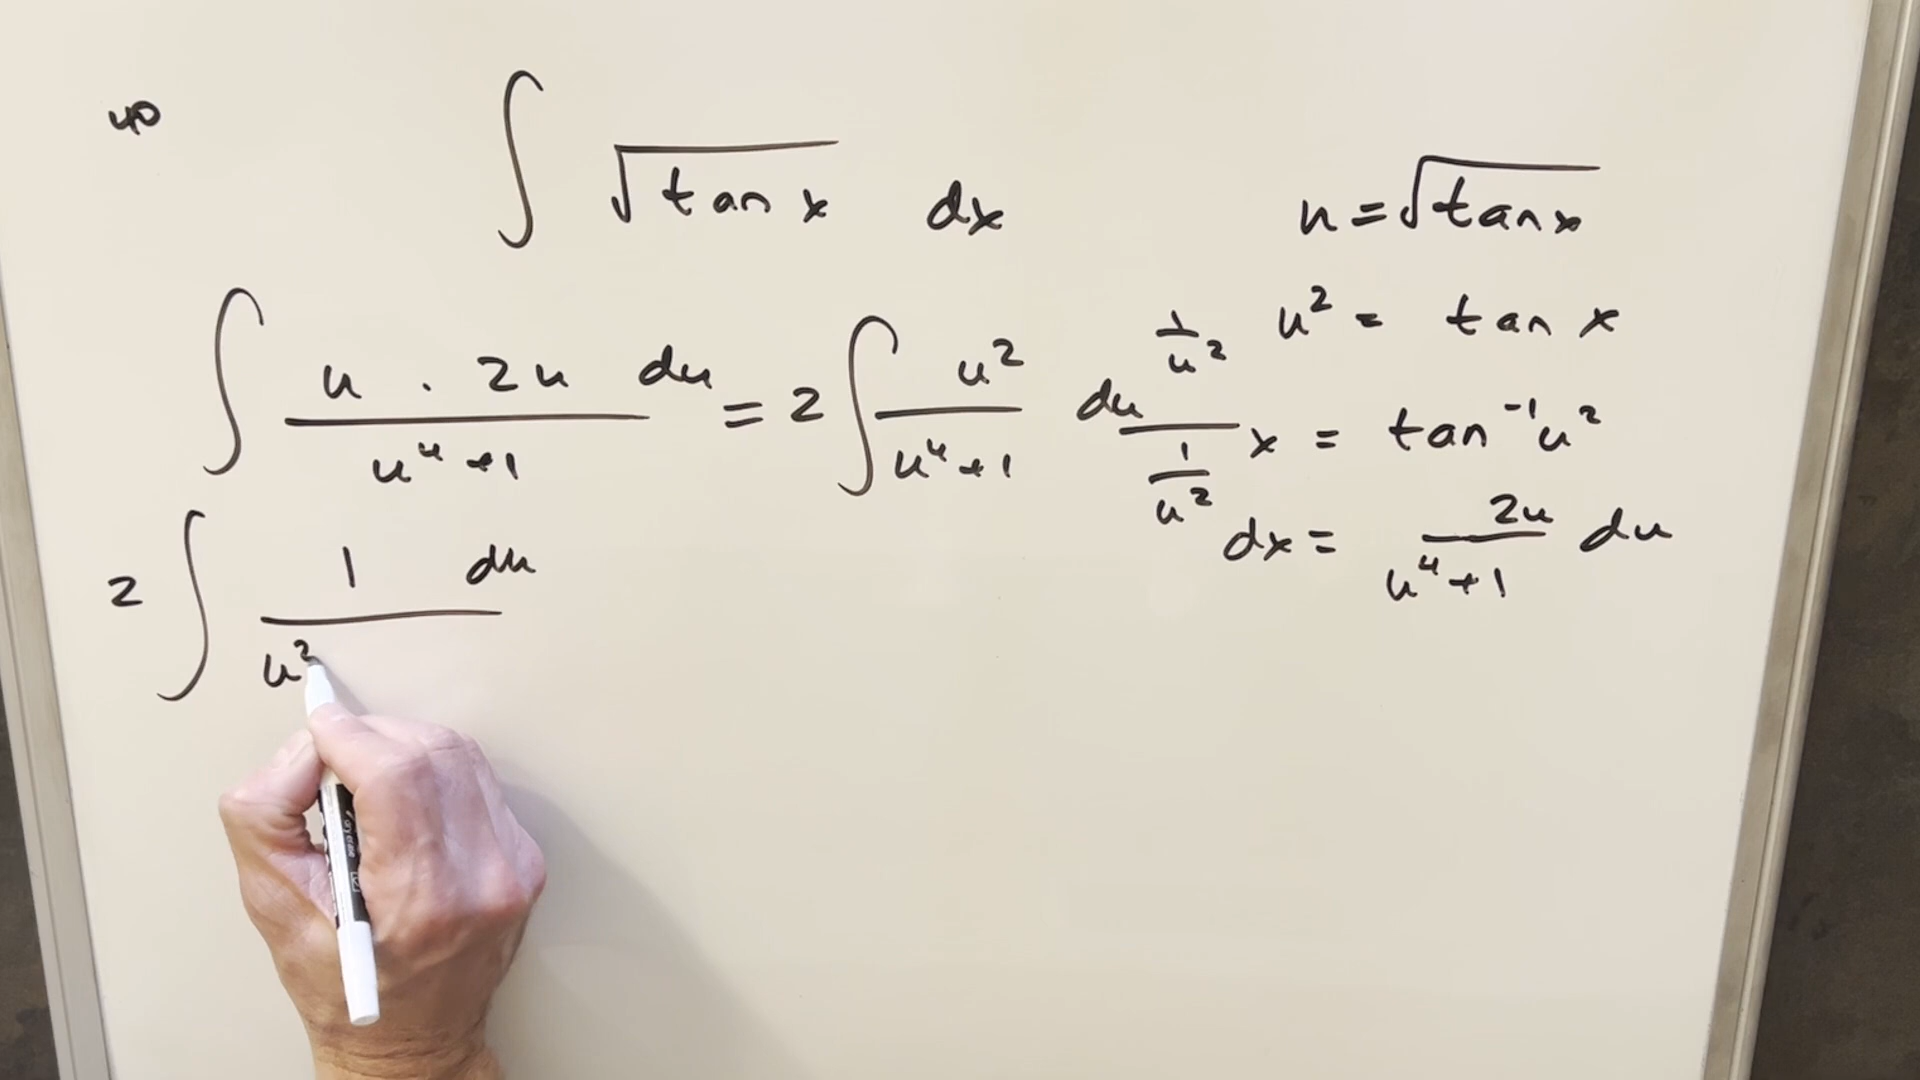 40
∫ √tan x dx
u = √tan x
u² = tan x
∫ u · 2u du / u⁴ + 1 = 2 ∫ u² / u⁴ + 1 du (1/u²) / (1/u²)
x = tan⁻¹ u²
dx = 2u / u⁴ + 1 du
2 ∫ 1 du / u²